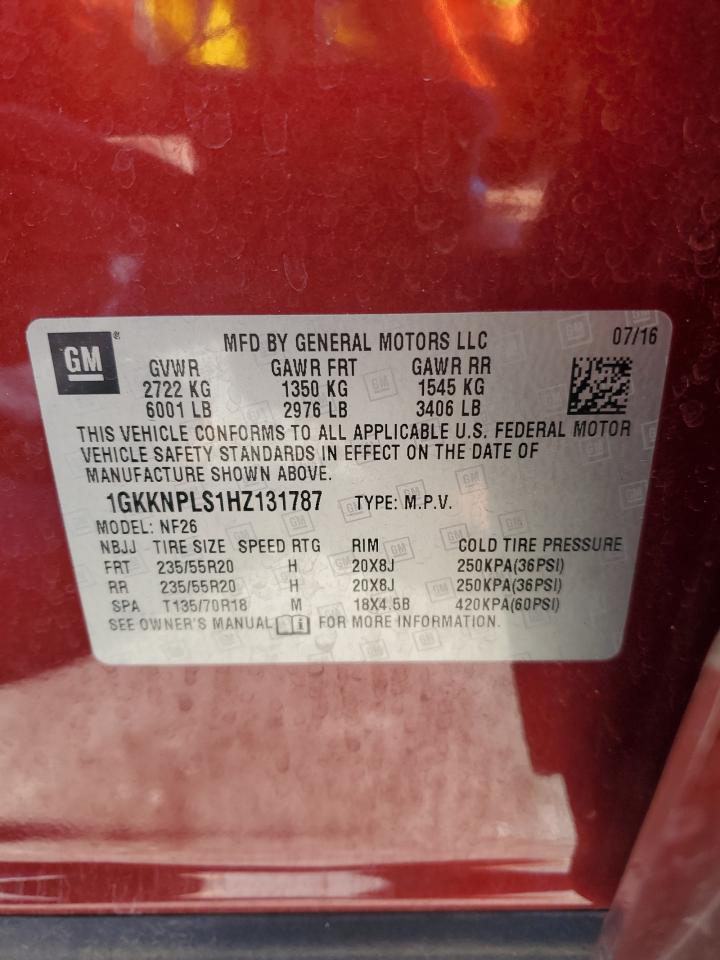 GM ®
MFD BY GENERAL MOTORS LLC 07/16
GVWR GAWR FRT GAWR RR
2722 KG 1350 KG 1545 KG
6001 LB 2976 LB 3406 LB
THIS VEHICLE CONFORMS TO ALL APPLICABLE U.S. FEDERAL MOTOR
VEHICLE SAFETY STANDARDS IN EFFECT ON THE DATE OF
MANUFACTURE SHOWN ABOVE.
1GKKNPLS1HZ131787 TYPE: M.P.V.
MODEL: NF26
NBJJ TIRE SIZE SPEED RTG RIM COLD TIRE PRESSURE
FRT 235/55R20 H 20X8J 250KPA(36PSI)
RR 235/55R20 H 20X8J 250KPA(36PSI)
SPA T135/70R18 M 18X4.5B 420KPA(60PSI)
SEE OWNER'S MANUAL FOR MORE INFORMATION.